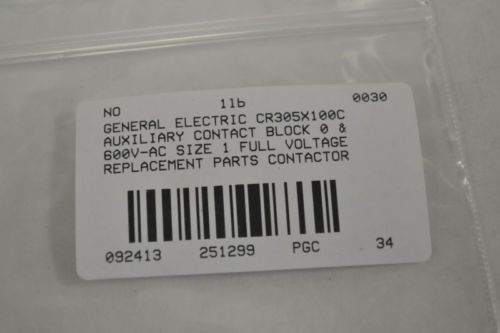 NO 1lb 0030
GENERAL ELECTRIC CR305X100C
AUXILIARY CONTACT BLOCK 0 &
600V-AC SIZE 1 FULL VOLTAGE
REPLACEMENT PARTS CONTACTOR
092413 251299 PGC 34